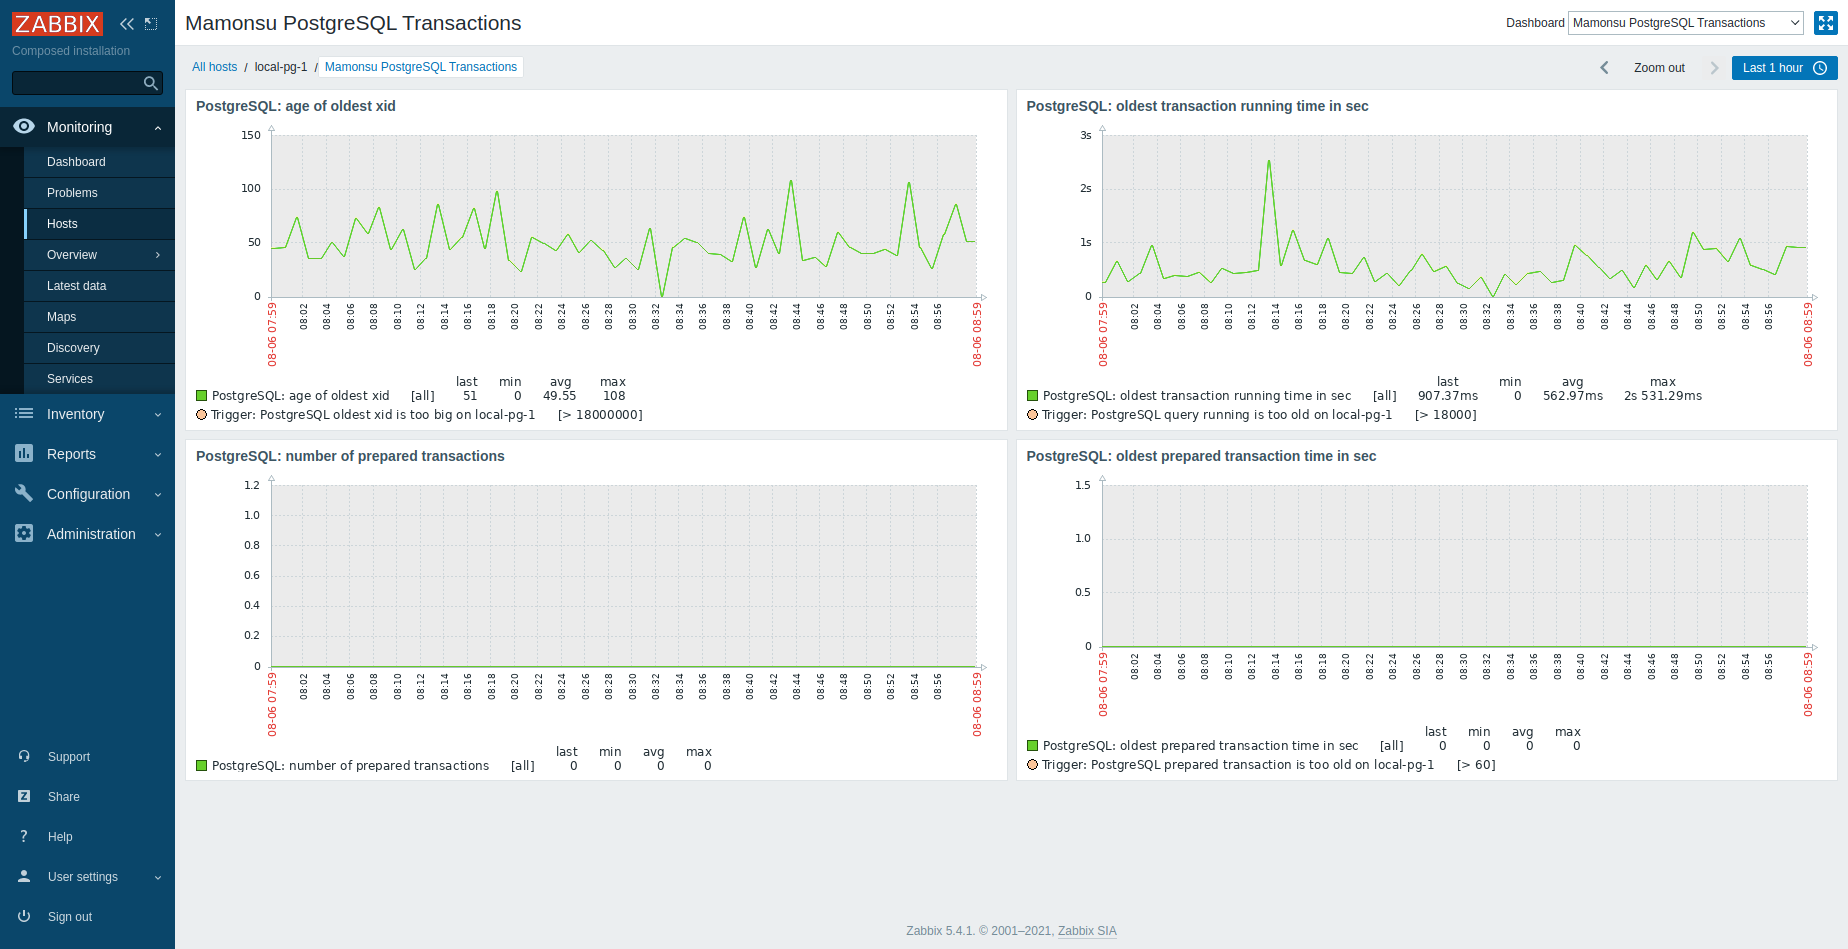 ZABBIX
Composed installation
Monitoring
Dashboard
Problems
Hosts
Overview
Latest data
Maps
Discovery
Services
Inventory
Reports
Configuration
Administration
Support
Share
Help
User settings
Sign out
Mamonsu PostgreSQL Transactions
Dashboard Mamonsu PostgreSQL Transactions
All hosts / local-pg-1 / Mamonsu PostgreSQL Transactions
Zoom out
Last 1 hour
PostgreSQL: age of oldest xid
150
100
50
0
08-06 07:59 08:02 08:04 08:06 08:08 08:10 08:12 08:14 08:16 08:18 08:20 08:22 08:24 08:26 08:28 08:30 08:32 08:34 08:36 08:38 08:40 08:42 08:44 08:46 08:48 08:50 08:52 08:54 08:56 08-06 08:59
last min avg max
PostgreSQL: age of oldest xid [all] 51 0 49.55 108
Trigger: PostgreSQL oldest xid is too big on local-pg-1 [> 18000000]
PostgreSQL: oldest transaction running time in sec
3s
2s
1s
0
08-06 07:59 08:02 08:04 08:06 08:08 08:10 08:12 08:14 08:16 08:18 08:20 08:22 08:24 08:26 08:28 08:30 08:32 08:34 08:36 08:38 08:40 08:42 08:44 08:46 08:48 08:50 08:52 08:54 08:56 08-06 08:59
last min avg max
PostgreSQL: oldest transaction running time in sec [all] 907.37ms 0 562.97ms 2s 531.29ms
Trigger: PostgreSQL query running is too old on local-pg-1 [> 18000]
PostgreSQL: number of prepared transactions
1.2
1.0
0.8
0.6
0.4
0.2
0
08-06 07:59 08:02 08:04 08:06 08:08 08:10 08:12 08:14 08:16 08:18 08:20 08:22 08:24 08:26 08:28 08:30 08:32 08:34 08:36 08:38 08:40 08:42 08:44 08:46 08:48 08:50 08:52 08:54 08:56 08-06 08:59
last min avg max
PostgreSQL: number of prepared transactions [all] 0 0 0 0
PostgreSQL: oldest prepared transaction time in sec
1.5
1.0
0.5
0
08-06 07:59 08:02 08:04 08:06 08:08 08:10 08:12 08:14 08:16 08:18 08:20 08:22 08:24 08:26 08:28 08:30 08:32 08:34 08:36 08:38 08:40 08:42 08:44 08:46 08:48 08:50 08:52 08:54 08:56 08-06 08:59
last min avg max
PostgreSQL: oldest prepared transaction time in sec [all] 0 0 0 0
Trigger: PostgreSQL prepared transaction is too old on local-pg-1 [> 60]
Zabbix 5.4.1. © 2001–2021, Zabbix SIA